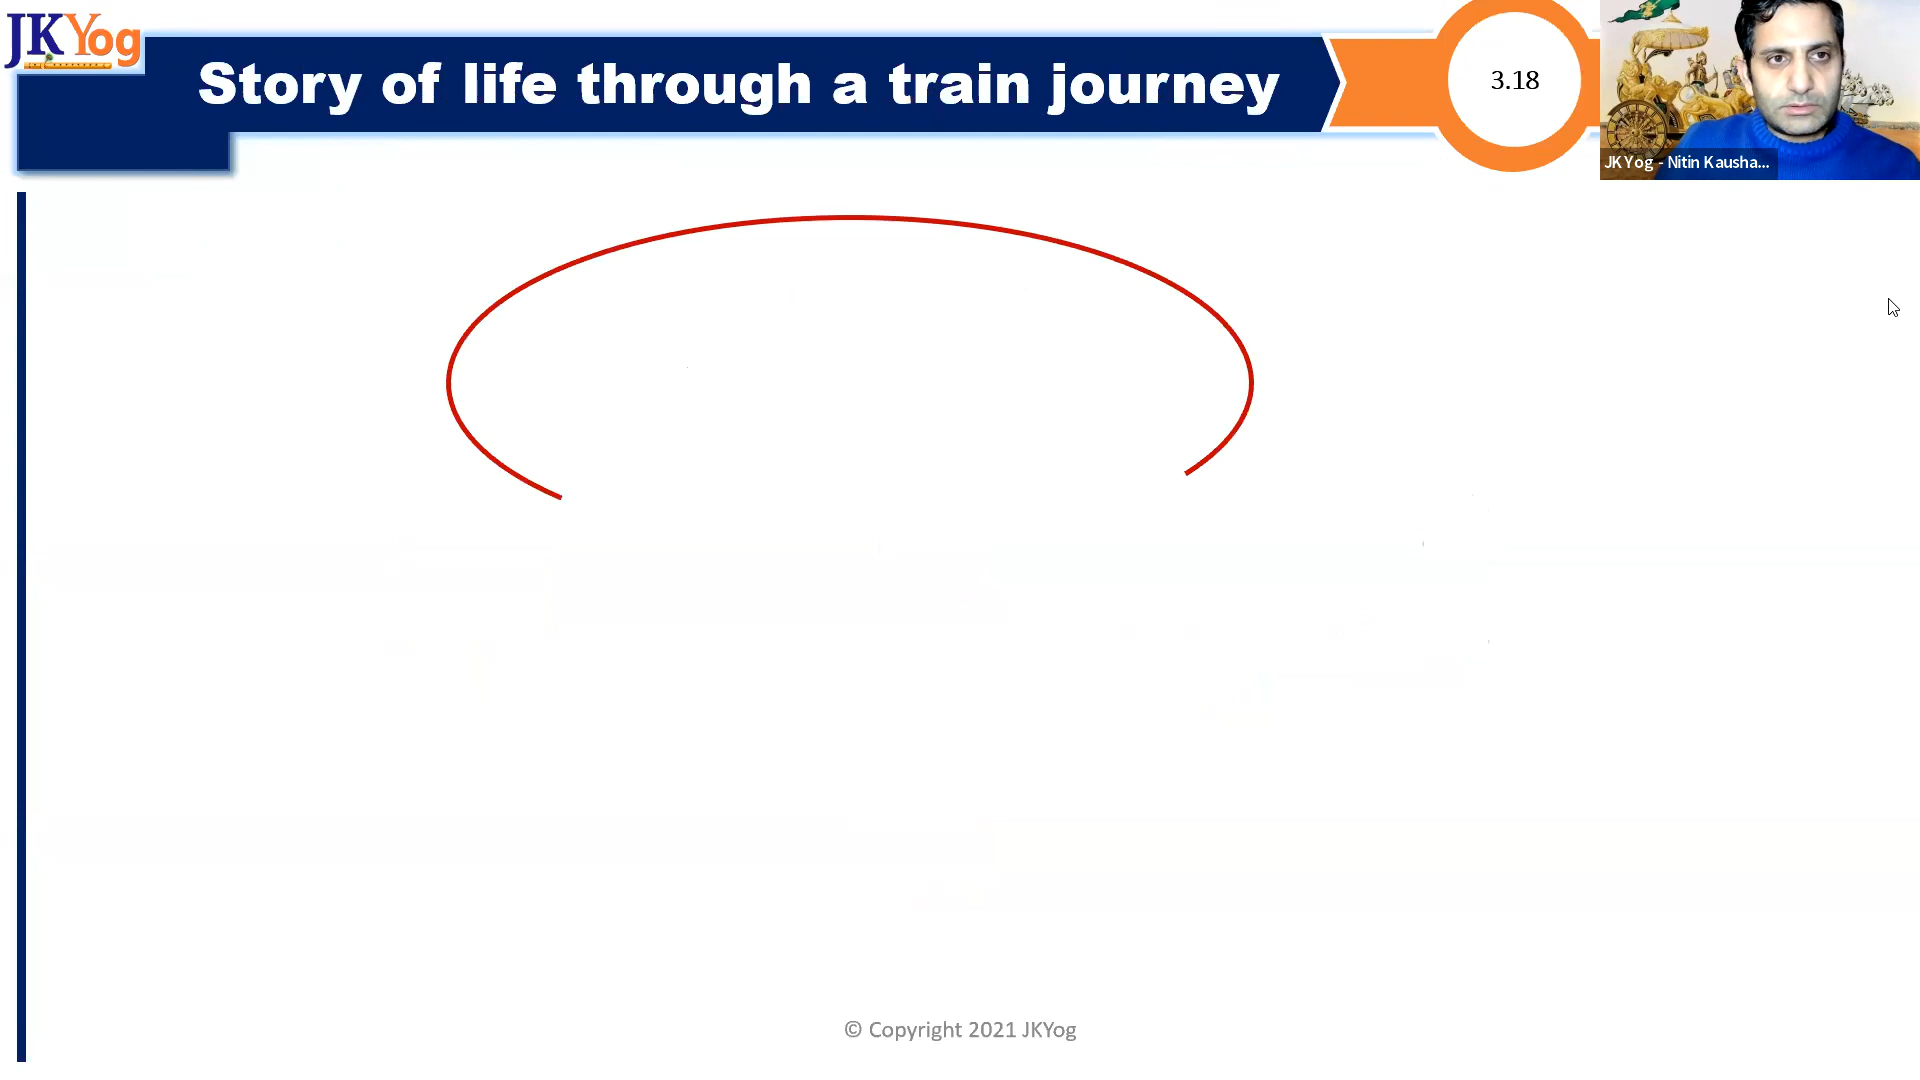 JKYog
Story of life through a train journey
3.18
JK Yog - Nitin Kausha...
© Copyright 2021 JKYog